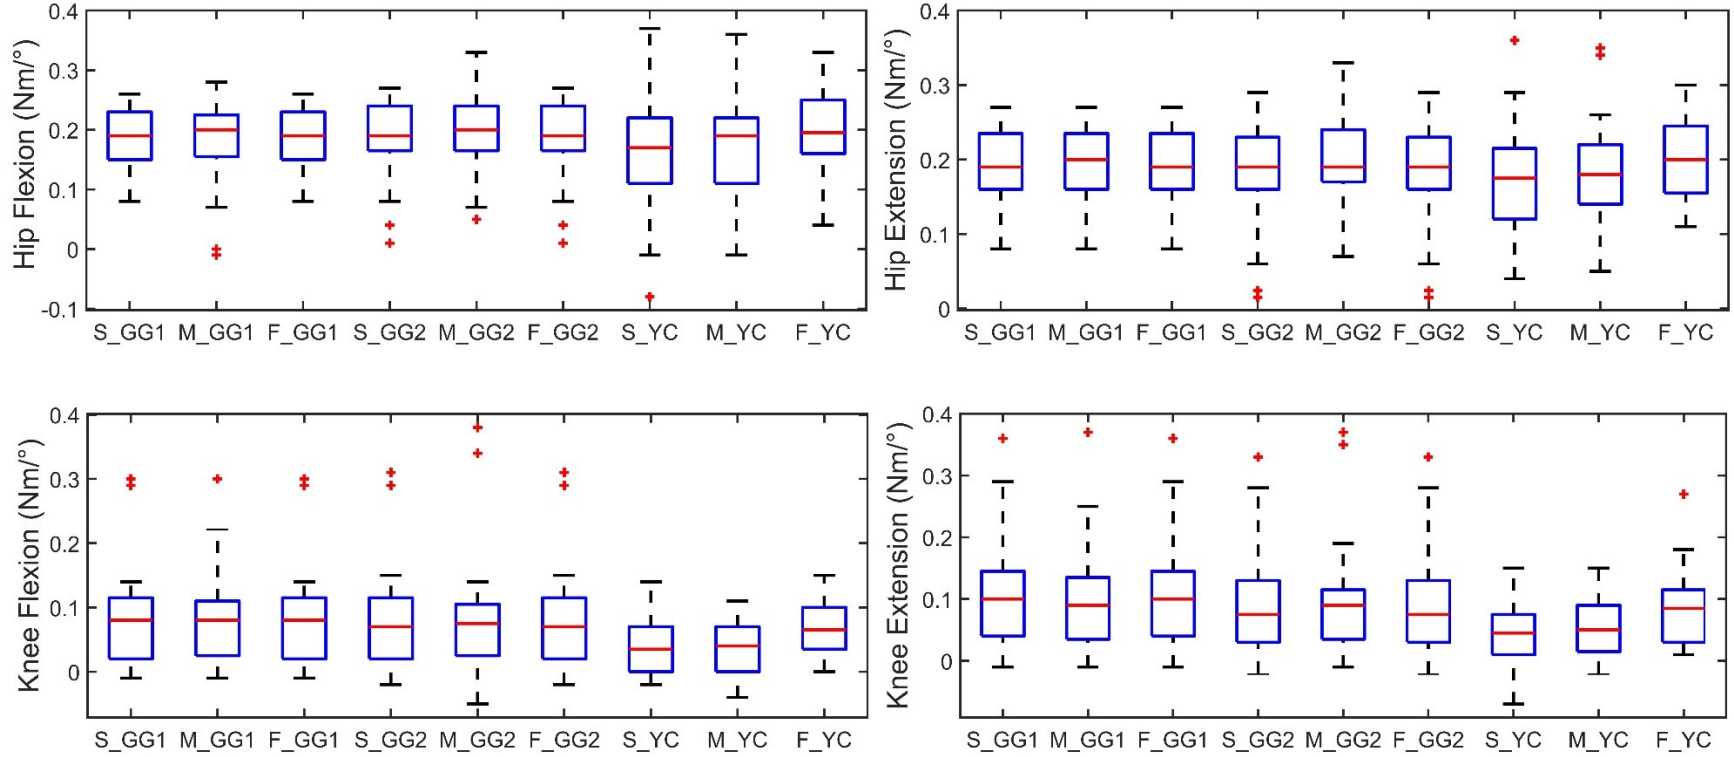 Hip Flexion (Nm/°)
0.4
0.3
0.2
0.1
0
-0.1
S_GG1 M_GG1 F_GG1 S_GG2 M_GG2 F_GG2 S_YC M_YC F_YC
Hip Extension (Nm/°)
0.4
0.3
0.2
0.1
0
S_GG1 M_GG1 F_GG1 S_GG2 M_GG2 F_GG2 S_YC M_YC F_YC
Knee Flexion (Nm/°)
0.4
0.3
0.2
0.1
0
S_GG1 M_GG1 F_GG1 S_GG2 M_GG2 F_GG2 S_YC M_YC F_YC
Knee Extension (Nm/°)
0.4
0.3
0.2
0.1
0
S_GG1 M_GG1 F_GG1 S_GG2 M_GG2 F_GG2 S_YC M_YC F_YC